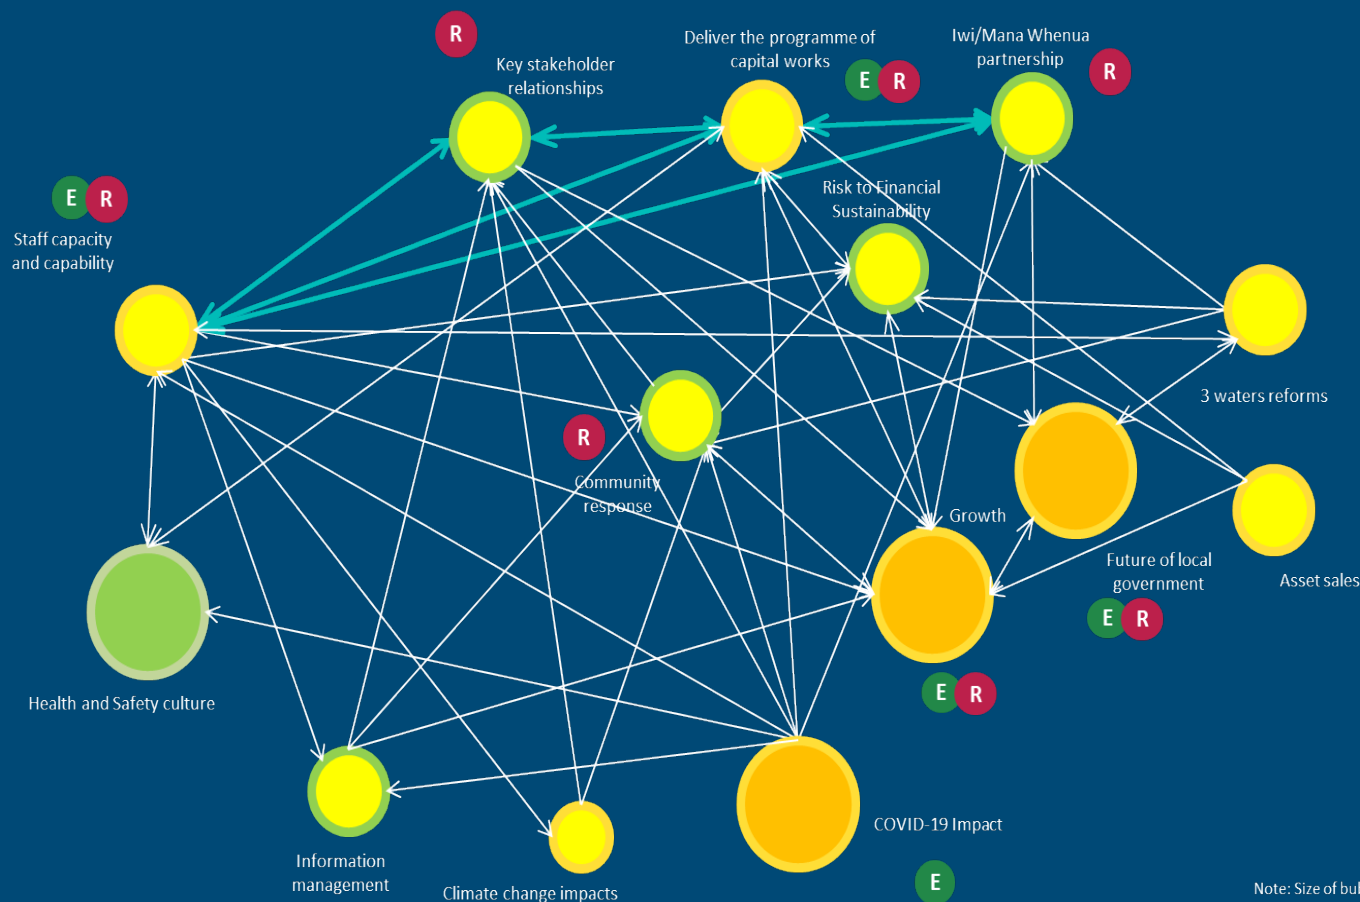 R
Key stakeholder
relationships
Deliver the programme of
capital works
E R
Iwi/Mana Whenua
partnership
R
E R
Staff capacity
and capability
Risk to Financial
Sustainability
3 waters reforms
R
Community
response
Growth
Future of local
government
E R
Asset sales
E R
Health and Safety culture
COVID-19 Impact
E
Information
management
Climate change impacts
Note: Size of